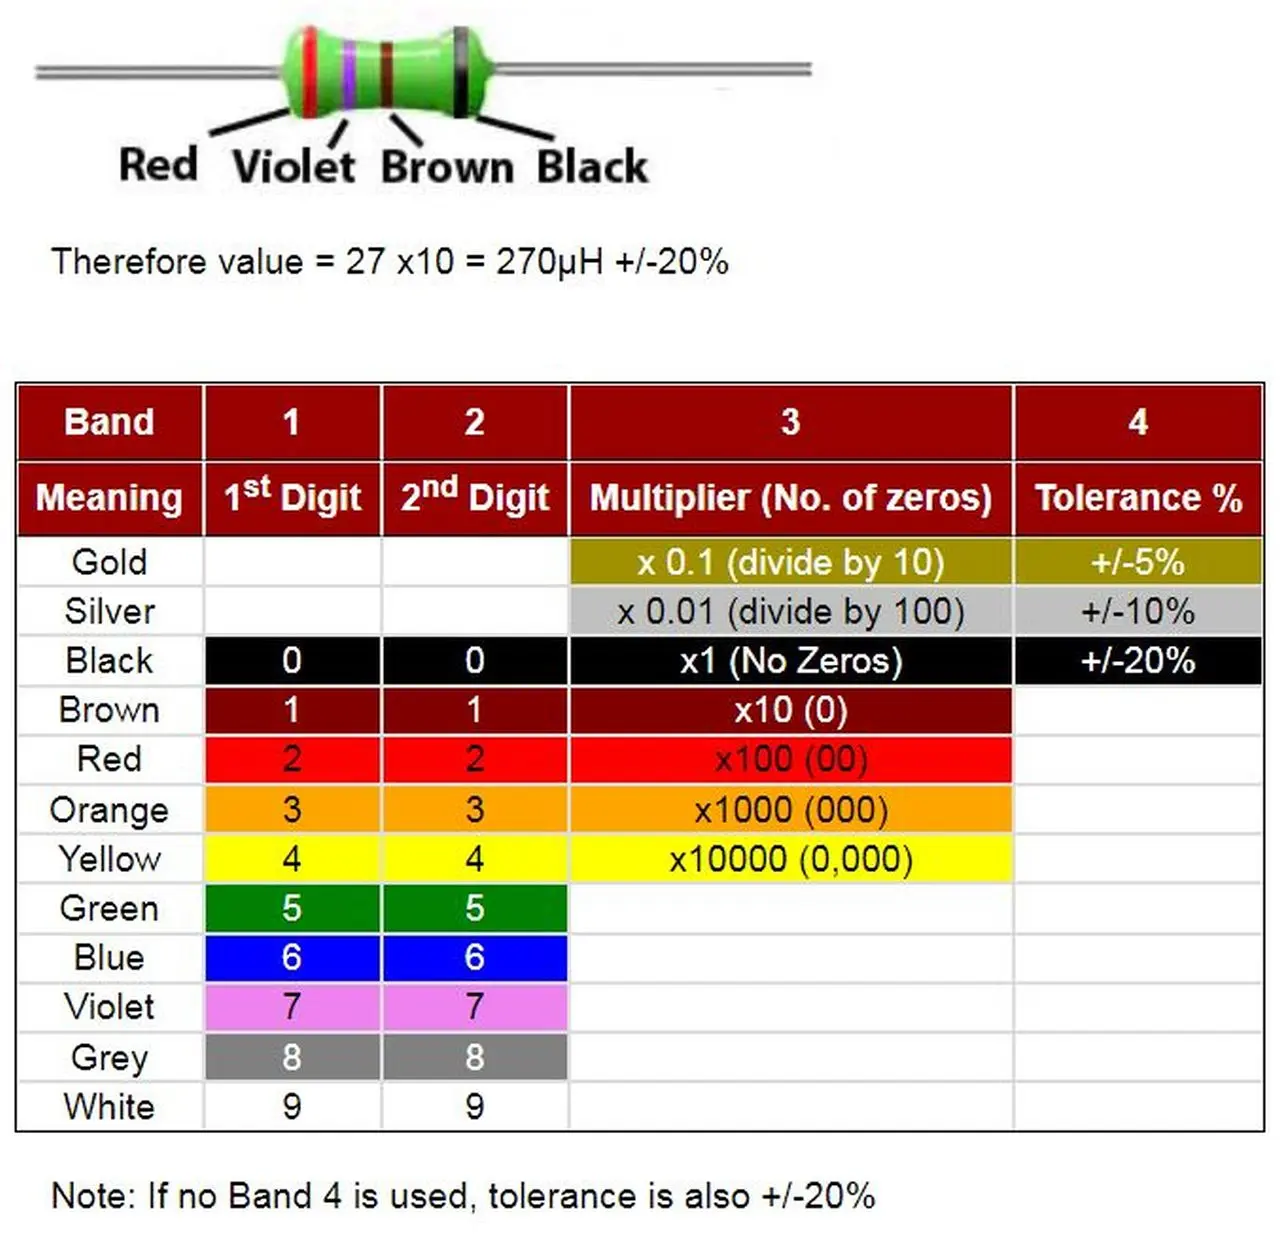 Red Violet Brown Black
Therefore value = 27 x10 = 270µH +/-20%
Band 1 2 3 4
Meaning 1st Digit 2nd Digit Multiplier (No. of zeros) Tolerance %
Gold x 0.1 (divide by 10) +/-5%
Silver x 0.01 (divide by 100) +/-10%
Black 0 0 x1 (No Zeros) +/-20%
Brown 1 1 x10 (0)
Red 2 2 x100 (00)
Orange 3 3 x1000 (000)
Yellow 4 4 x10000 (0,000)
Green 5 5
Blue 6 6
Violet 7 7
Grey 8 8
White 9 9
Note: If no Band 4 is used, tolerance is also +/-20%